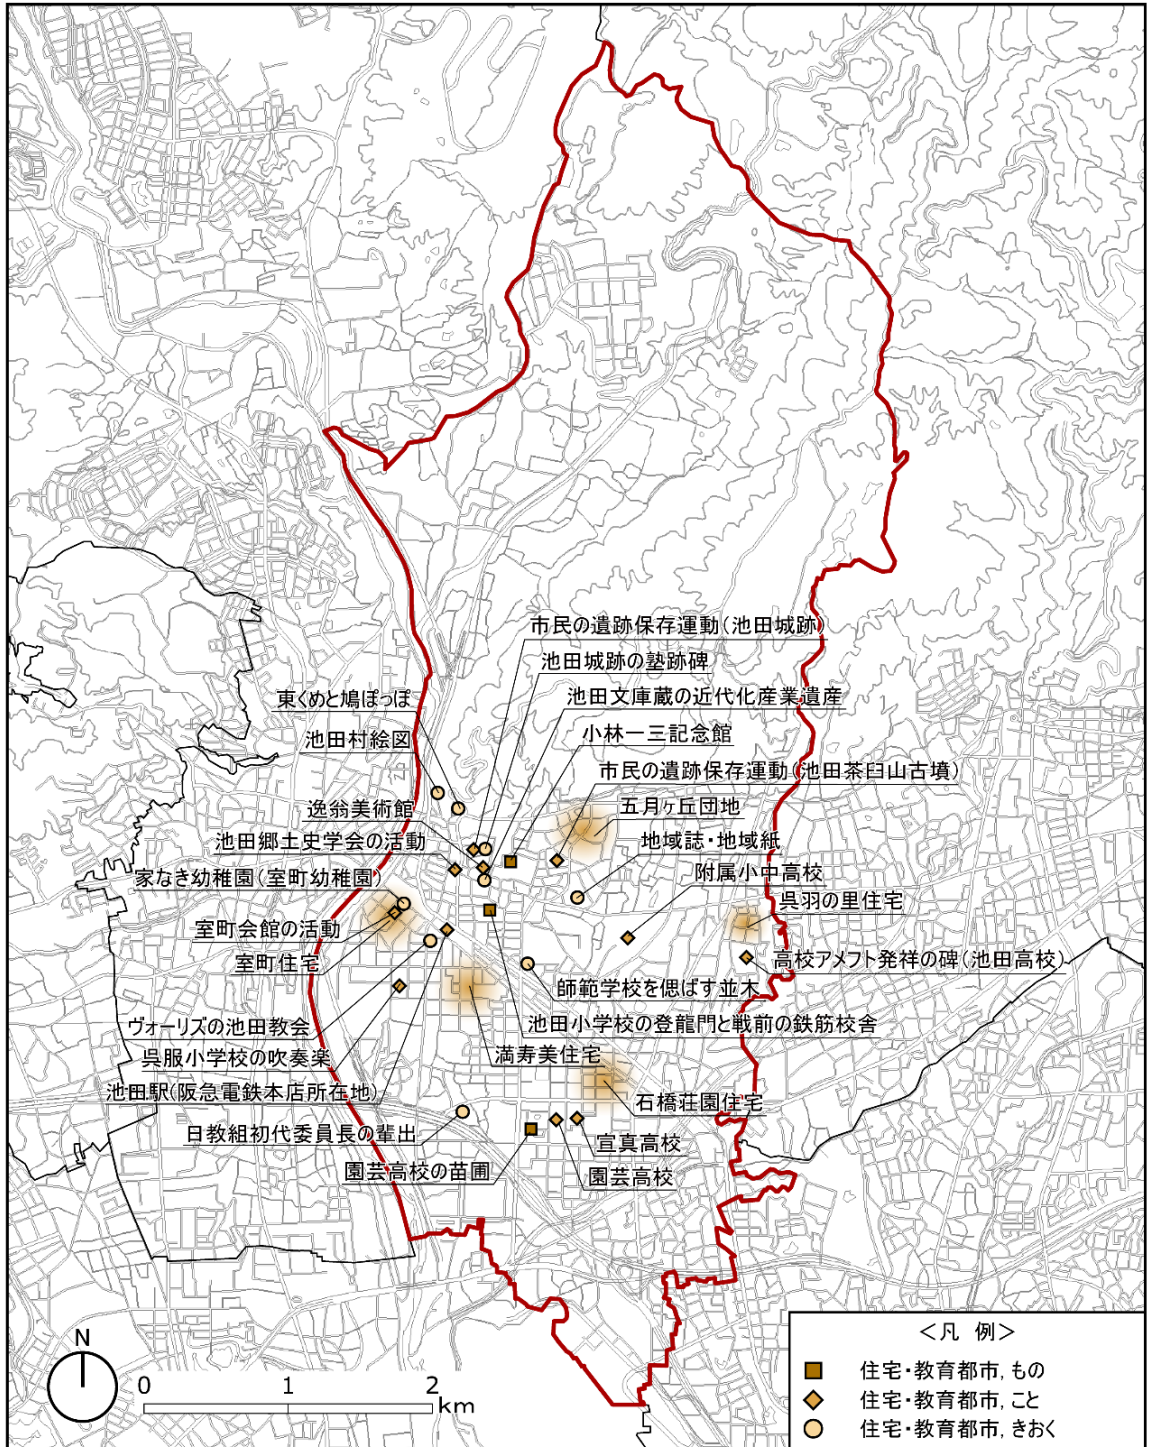 市民の遺跡保存運動（池田城跡）
池田城跡の塾跡碑
東くめと鳩ぽっぽ
池田文庫蔵の近代化産業遺産
池田村絵図
小林一三記念館
市民の遺跡保存運動（池田茶臼山古墳）
逸翁美術館
五月ヶ丘団地
池田郷土史学会の活動
地域誌・地域紙
家なき幼稚園（室町幼稚園）
附属小中高校
呉羽の里住宅
室町会館の活動
室町住宅
高校アメフト発祥の碑（池田高校）
師範学校を偲ばす並木
ヴォーリズの池田教会
池田小学校の登龍門と戦前の鉄筋校舎
呉服小学校の吹奏楽
満寿美住宅
池田駅（阪急電鉄本店所在地）
石橋荘園住宅
日教組初代委員長の輩出
宣真高校
園芸高校の苗圃
園芸高校
N
0 1 2
km
＜凡 例＞
住宅・教育都市, もの
住宅・教育都市, こと
住宅・教育都市, きおく